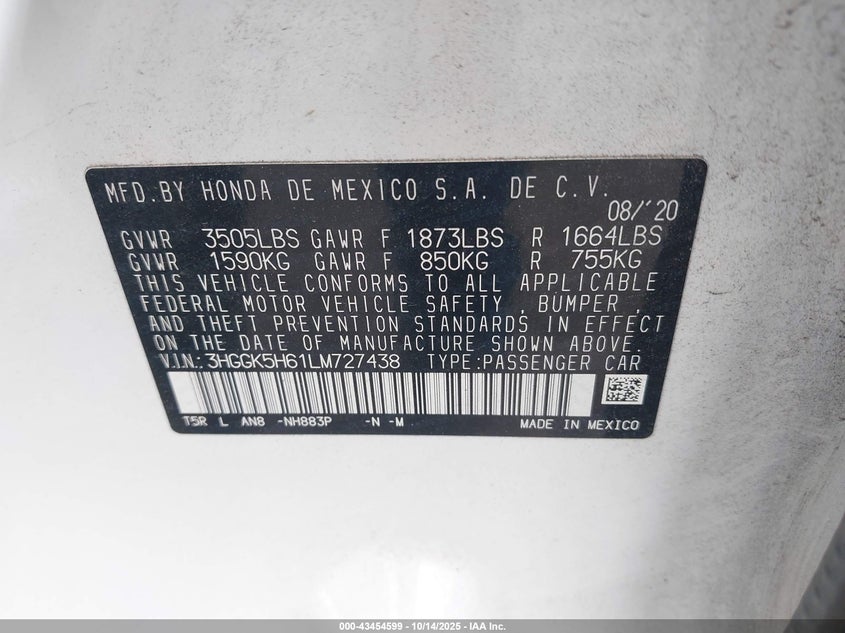 MFD.BY HONDA DE MEXICO S.A. DE C.V.
08/'20
GVWR 3505LBS GAWR F 1873LBS R 1664LBS
GVWR 1590KG GAWR F 850KG R 755KG
THIS VEHICLE CONFORMS TO ALL APPLICABLE
FEDERAL MOTOR VEHICLE SAFETY, BUMPER,
AND THEFT PREVENTION STANDARDS IN EFFECT
ON THE DATE OF MANUFACTURE SHOWN ABOVE.
V.I.N.: 3HGGK5H61LM727438 TYPE:PASSENGER CAR
T5R L AN8 -NH883P -N -M MADE IN MEXICO
000-43454599 | 10/14/2025 - IAA Inc.